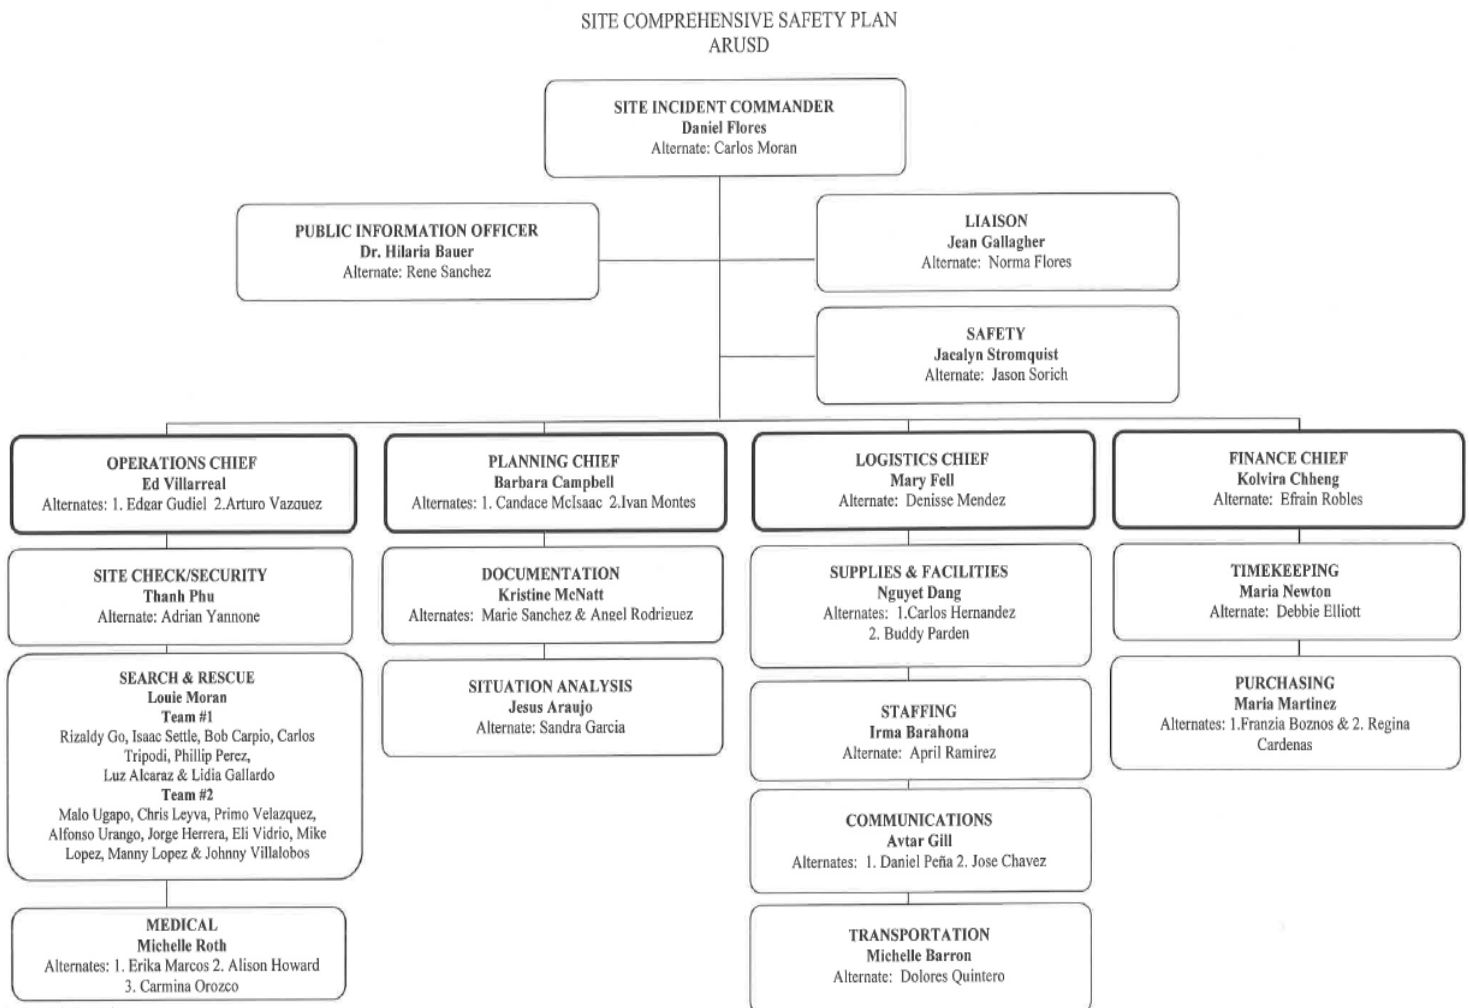 SITE COMPREHENSIVE SAFETY PLAN
ARUSD
SITE INCIDENT COMMANDER
Daniel Flores
Alternate: Carlos Moran
PUBLIC INFORMATION OFFICER
Dr. Hilaria Bauer
Alternate: Rene Sanchez
LIAISON
Jean Gallagher
Alternate: Norma Flores
SAFETY
Jacalyn Stromquist
Alternate: Jason Sorich
OPERATIONS CHIEF
Ed Villarreal
Alternates: 1. Edgar Gudiel 2.Arturo Vazquez
SITE CHECK/SECURITY
Thanh Phu
Alternate: Adrian Yannone
SEARCH & RESCUE
Louie Moran
Team #1
Rizaldy Go, Isaac Settle, Bob Carpio, Carlos
Tripodi, Phillip Perez,
Luz Alcaraz & Lidia Gallardo
Team #2
Malo Ugapo, Chris Leyva, Primo Velazquez,
Alfonso Urango, Jorge Herrera, Eli Vidrio, Mike
Lopez, Manny Lopez & Johnny Villalobos
MEDICAL
Michelle Roth
Alternates: 1. Erika Marcos 2. Alison Howard
3. Carmina Orozco
PLANNING CHIEF
Barbara Campbell
Alternates: 1. Candace McIsaac 2.Ivan Montes
DOCUMENTATION
Kristine McNatt
Alternates: Marie Sanchez & Angel Rodriguez
SITUATION ANALYSIS
Jesus Araujo
Alternate: Sandra Garcia
LOGISTICS CHIEF
Mary Fell
Alternate: Denisse Mendez
SUPPLIES & FACILITIES
Nguyet Dang
Alternates: 1.Carlos Hernandez
2. Buddy Parden
STAFFING
Irma Barahona
Alternate: April Ramirez
COMMUNICATIONS
Avtar Gill
Alternates: 1. Daniel Peña 2. Jose Chavez
TRANSPORTATION
Michelle Barron
Alternate: Dolores Quintero
FINANCE CHIEF
Kolvira Chheng
Alternate: Efrain Robles
TIMEKEEPING
Maria Newton
Alternate: Debbie Elliott
PURCHASING
Maria Martinez
Alternates: 1.Franzia Boznos & 2. Regina
Cardenas